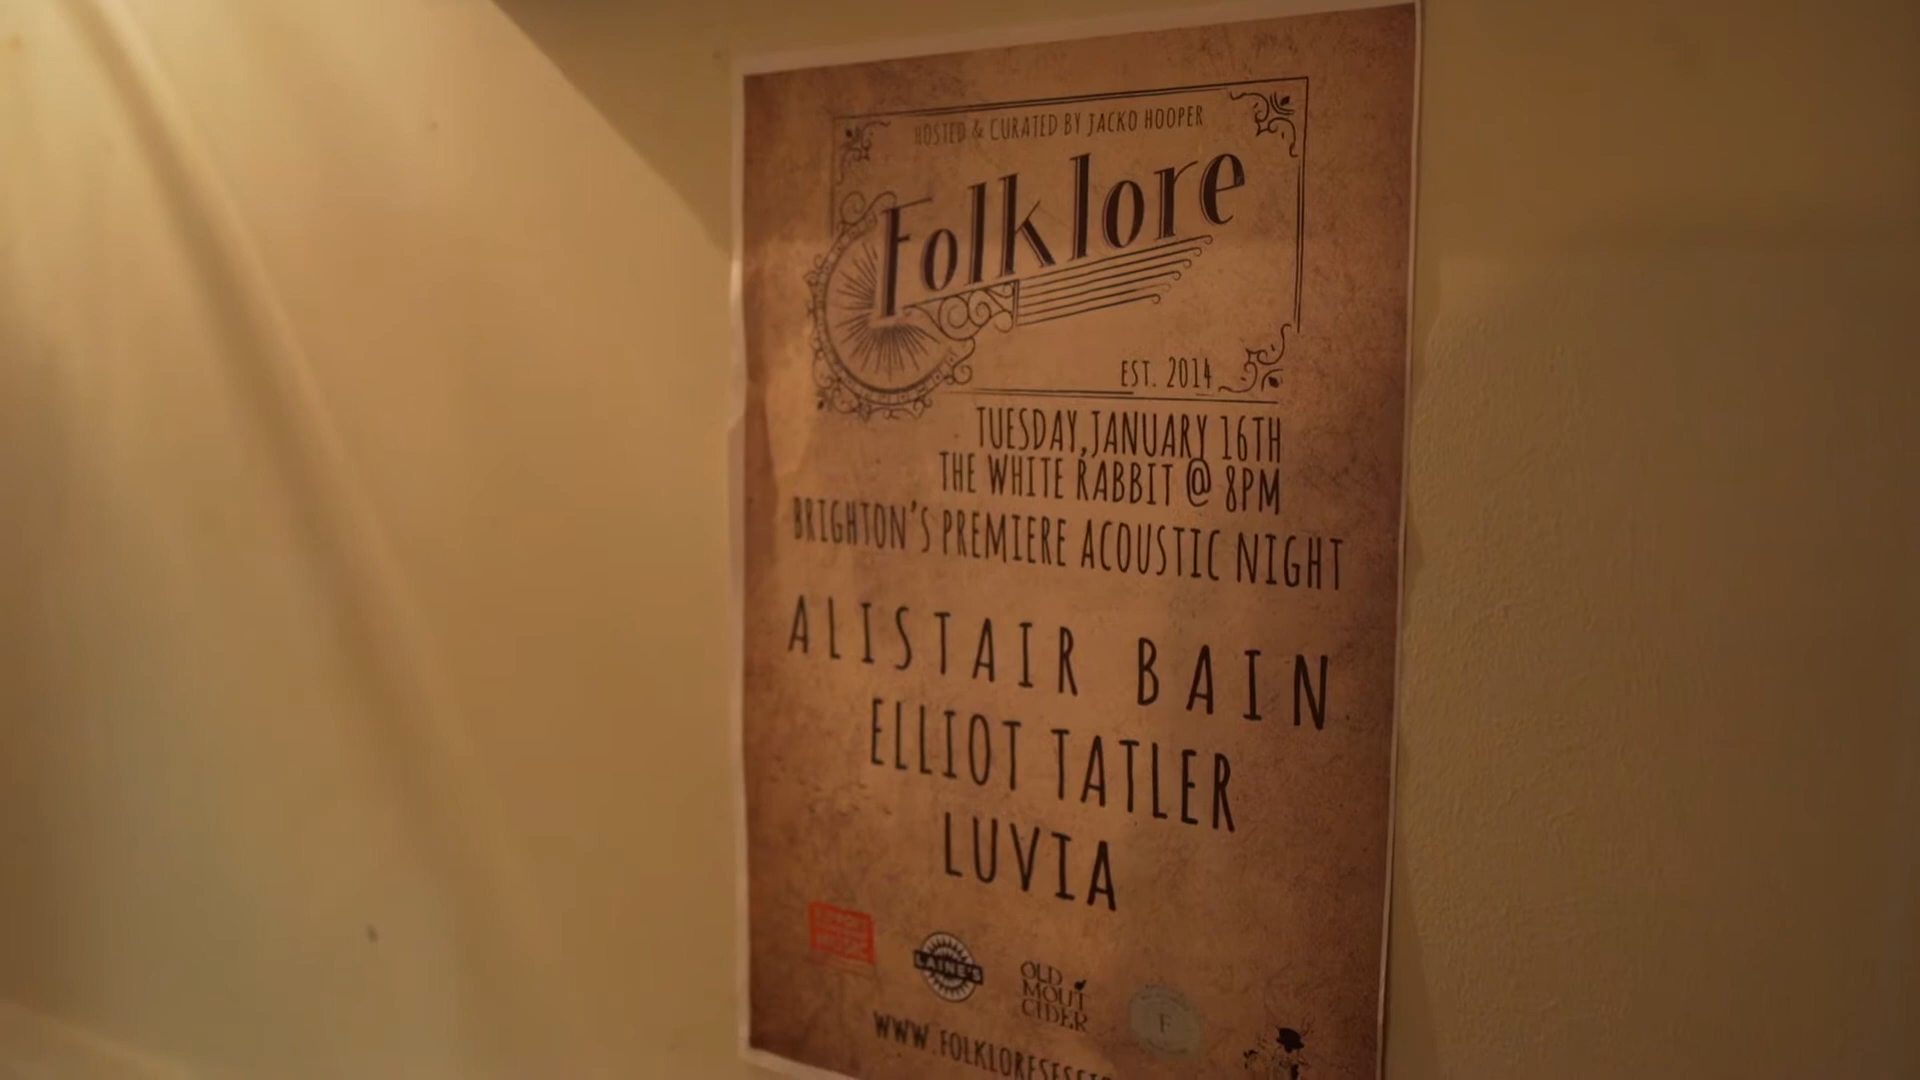 HOSTED & CURATED BY JACKO HOOPER
Folklore
EST. 2014
TUESDAY, JANUARY 16TH
THE WHITE RABBIT @ 8PM
BRIGHTON'S PREMIERE ACOUSTIC NIGHT
ALISTAIR BAIN
ELLIOT TATLER
LUVIA
LAINE'S
OLD
MOUT
CIDER
F